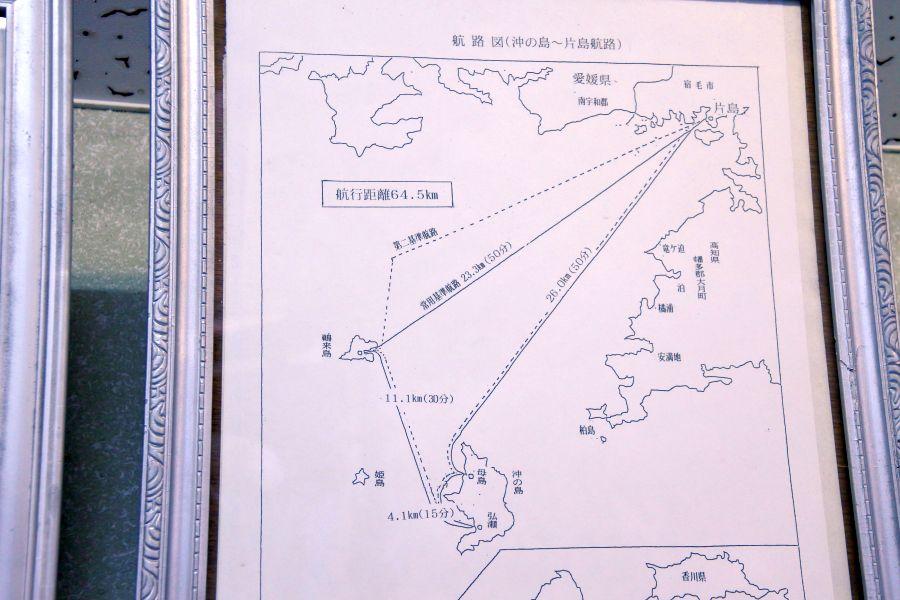 航路図(沖の島～片島航路)
愛媛県
宿毛市
南宇和郡
片島
航行距離64.5km
第二基準航路
常用基準航路 23.3km(50分)
26.0km(50分)
高知県
幡多郡大月町
竜ケ迫
泊
橘浦
安満地
柏島
鵜来島
11.1km(30分)
姫島
母島
沖の島
4.1km(15分)
弘瀬
香川県